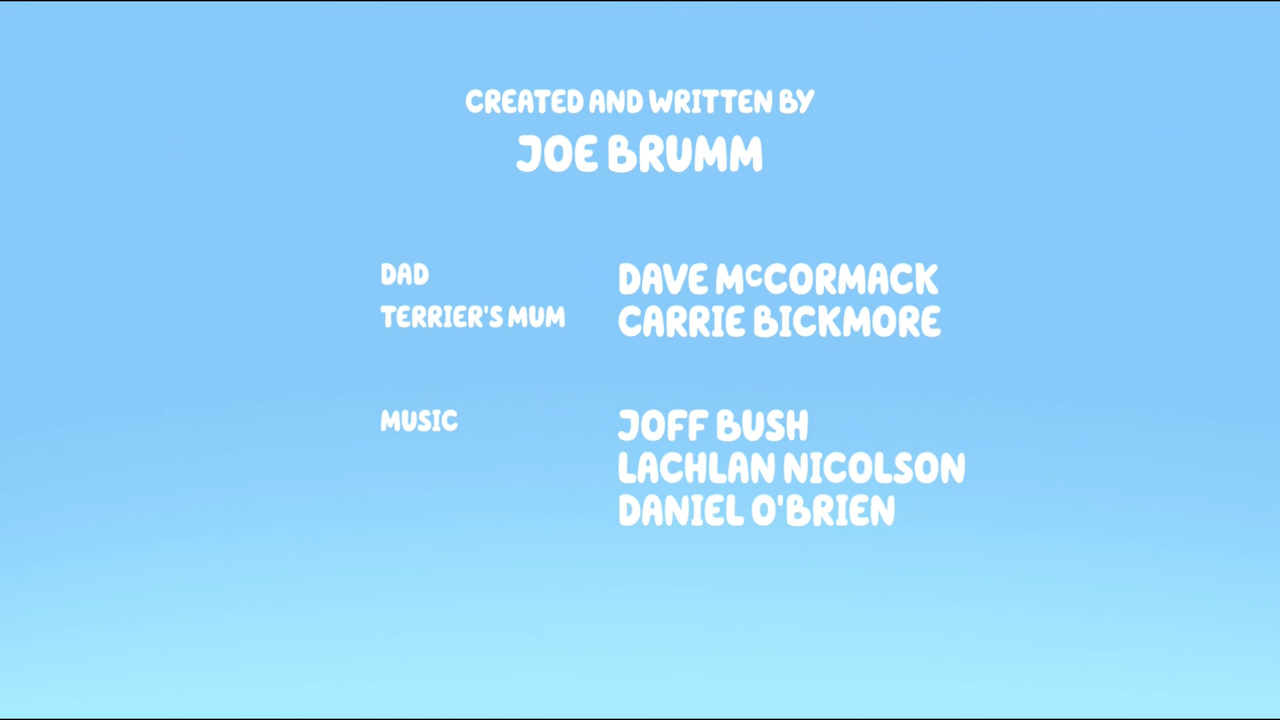 CREATED AND WRITTEN BY
JOE BRUMM
DAD DAVE McCORMACK
TERRIER'S MUM CARRIE BICKMORE
MUSIC JOFF BUSH
LACHLAN NICOLSON
DANIEL O'BRIEN